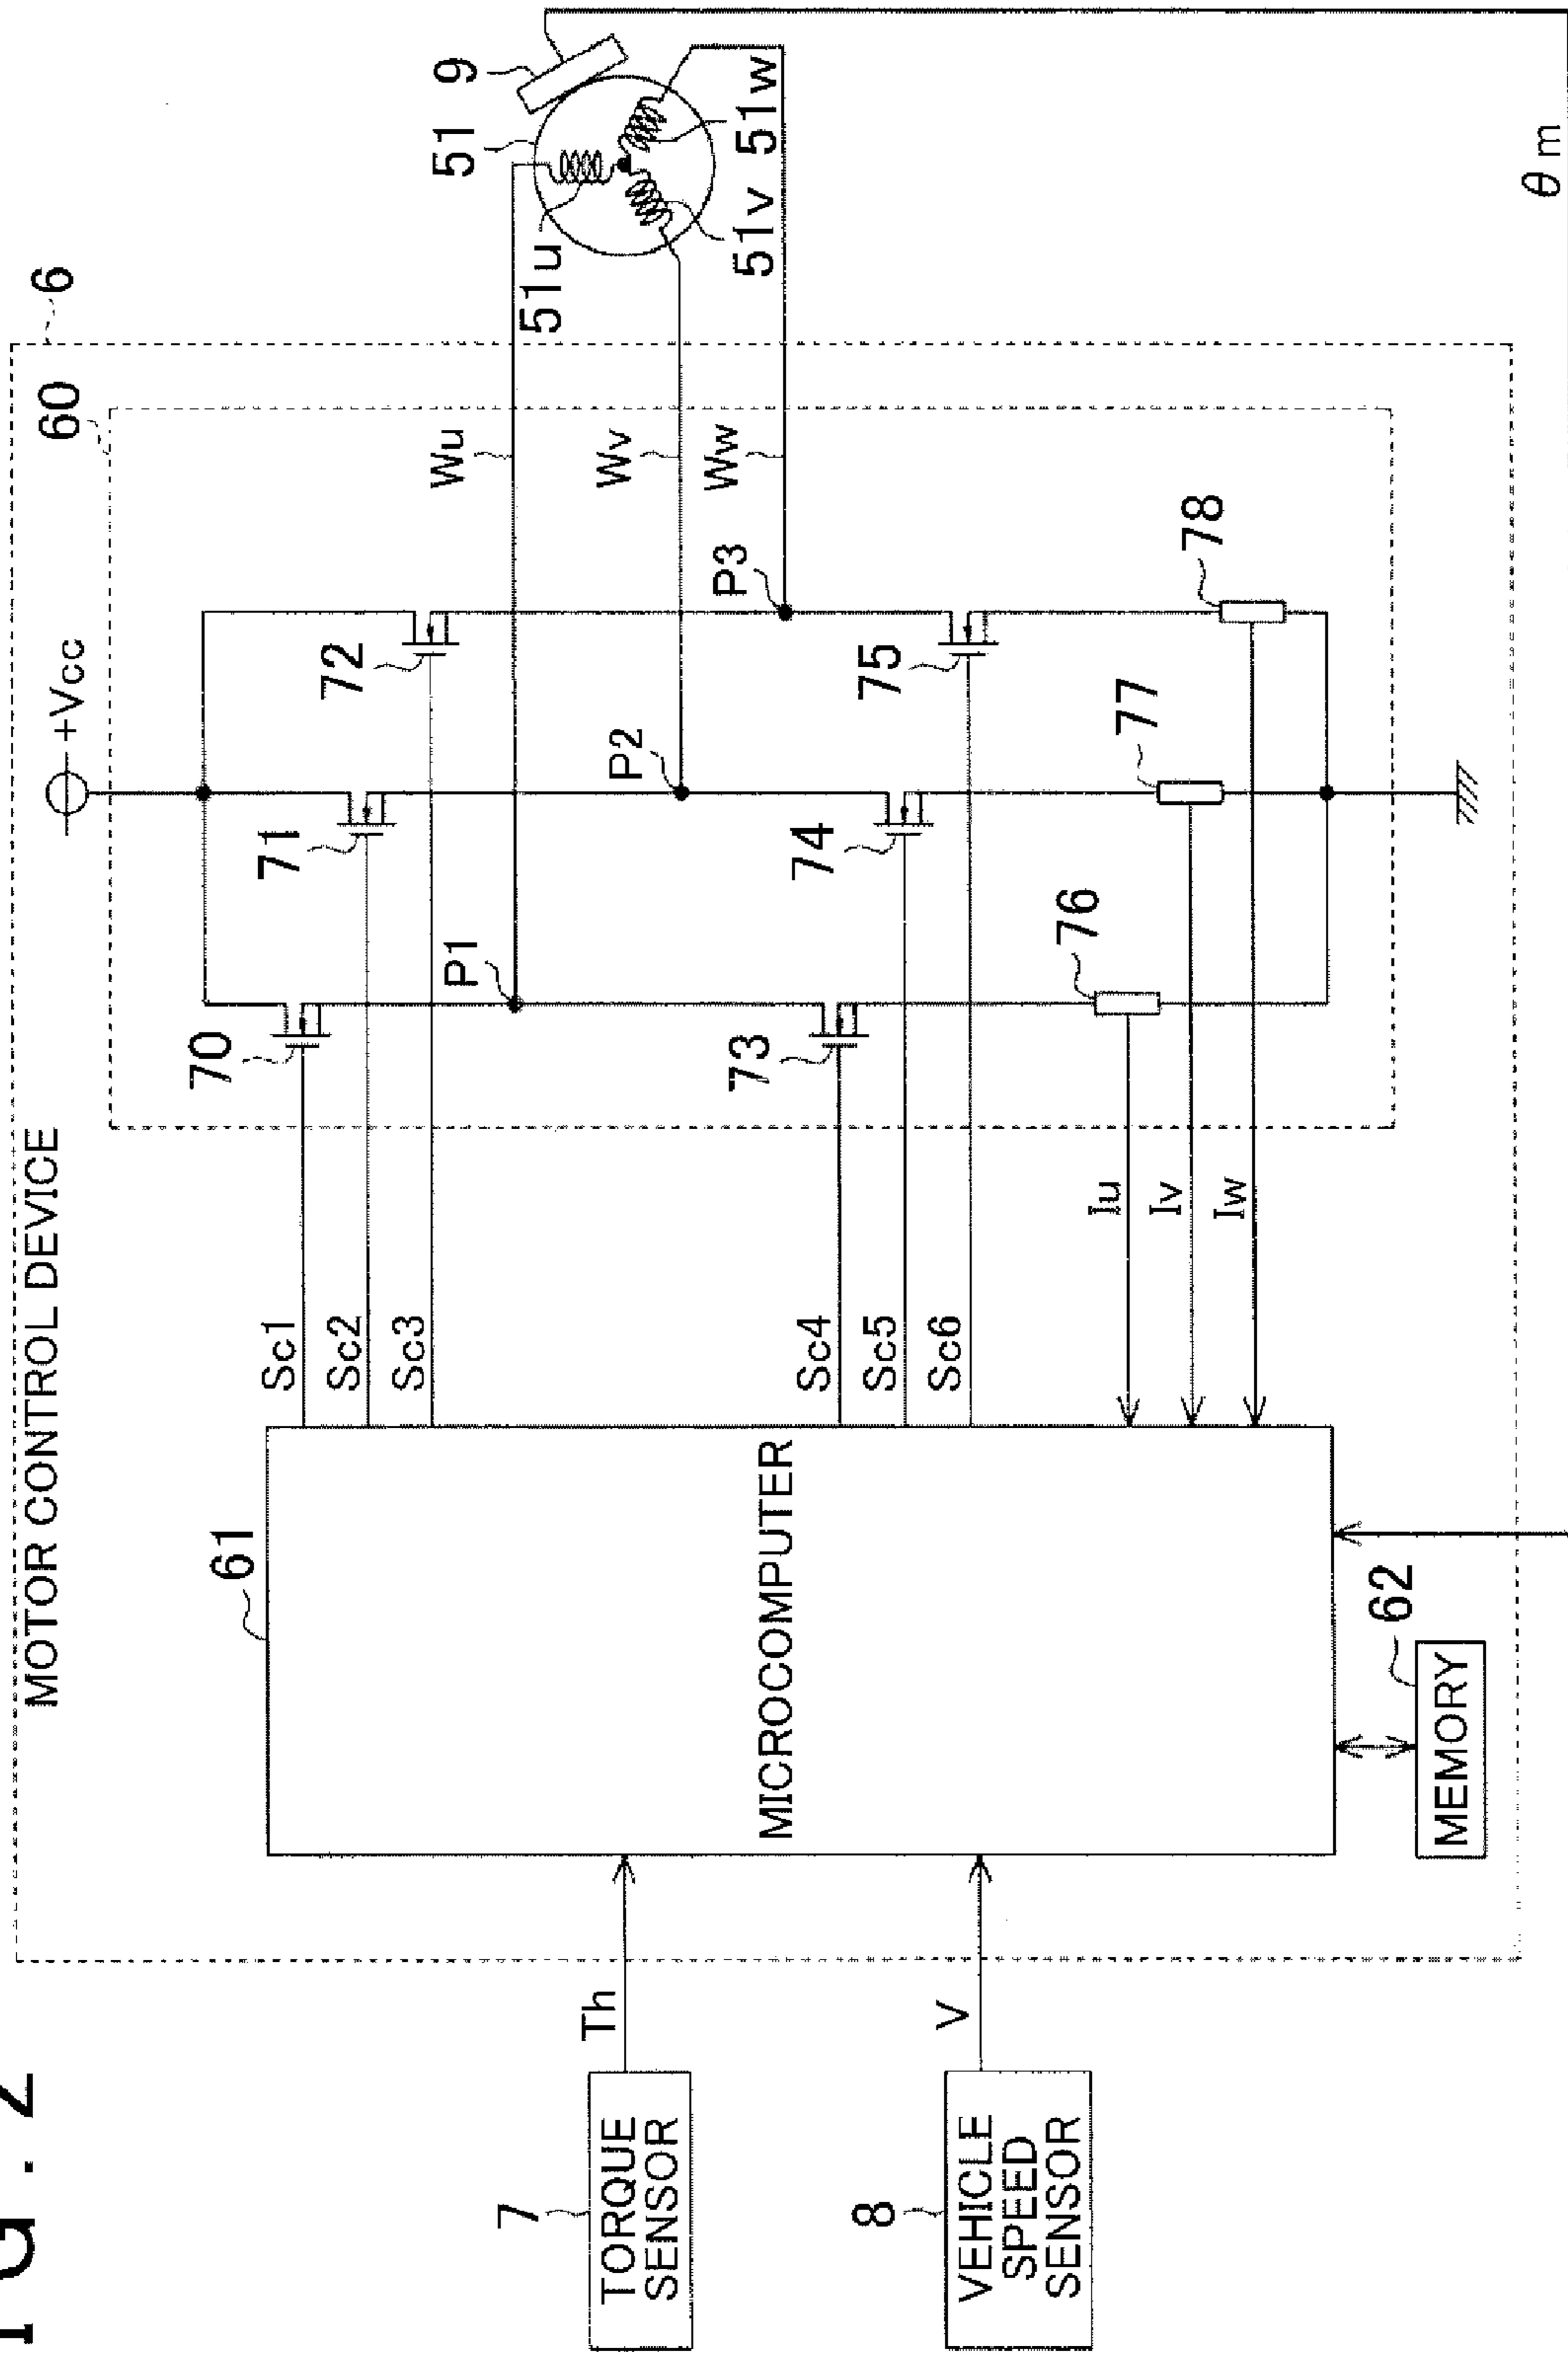 FIG. 2
MOTOR CONTROL DEVICE
6
60
+Vcc
61
MICROCOMPUTER
62
MEMORY
7
TORQUE
SENSOR
Th
8
VEHICLE
SPEED
SENSOR
V
Sc1
Sc2
Sc3
Sc4
Sc5
Sc6
Iu
Iv
Iw
70
71
72
73
74
75
76
77
78
P1
P2
P3
Wu
Wv
Ww
51
9
51u
51v
51w
θm